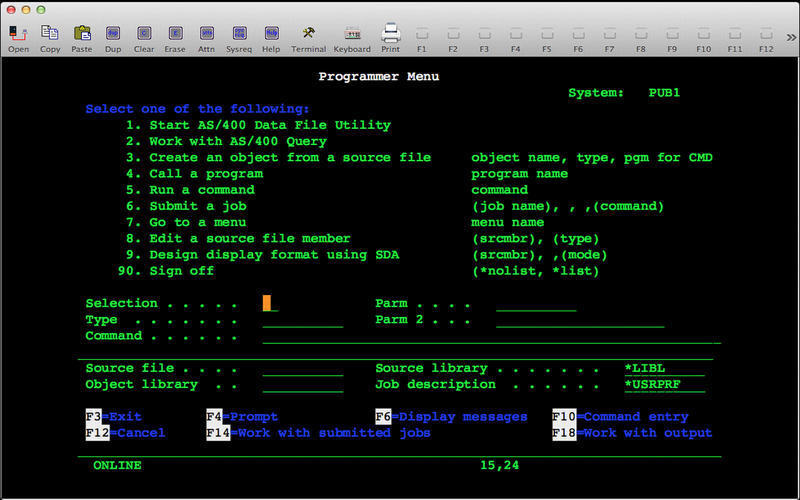 Open Copy Paste Dup Clear Erase Attn Sysreq Help Terminal Keyboard Print F1 F2 F3 F4 F5 F6 F7 F8 F9 F10 F11 F12 »
Programmer Menu
System: PUB1
Select one of the following:
1. Start AS/400 Data File Utility
2. Work with AS/400 Query
3. Create an object from a source file object name, type, pgm for CMD
4. Call a program program name
5. Run a command command
6. Submit a job (job name), , ,(command)
7. Go to a menu menu name
8. Edit a source file member (srcmbr), (type)
9. Design display format using SDA (srcmbr), ,(mode)
90. Sign off (*nolist, *list)
Selection . . . . . Parm . . . .
Type . . . . . . . Parm 2 . . .
Command . . . . . .
Source file . . . . Source library . . . . . . . *LIBL
Object library . . Job description . . . . . . *USRPRF
F3=Exit F4=Prompt F6=Display messages F10=Command entry
F12=Cancel F14=Work with submitted jobs F18=Work with output
ONLINE 15,24